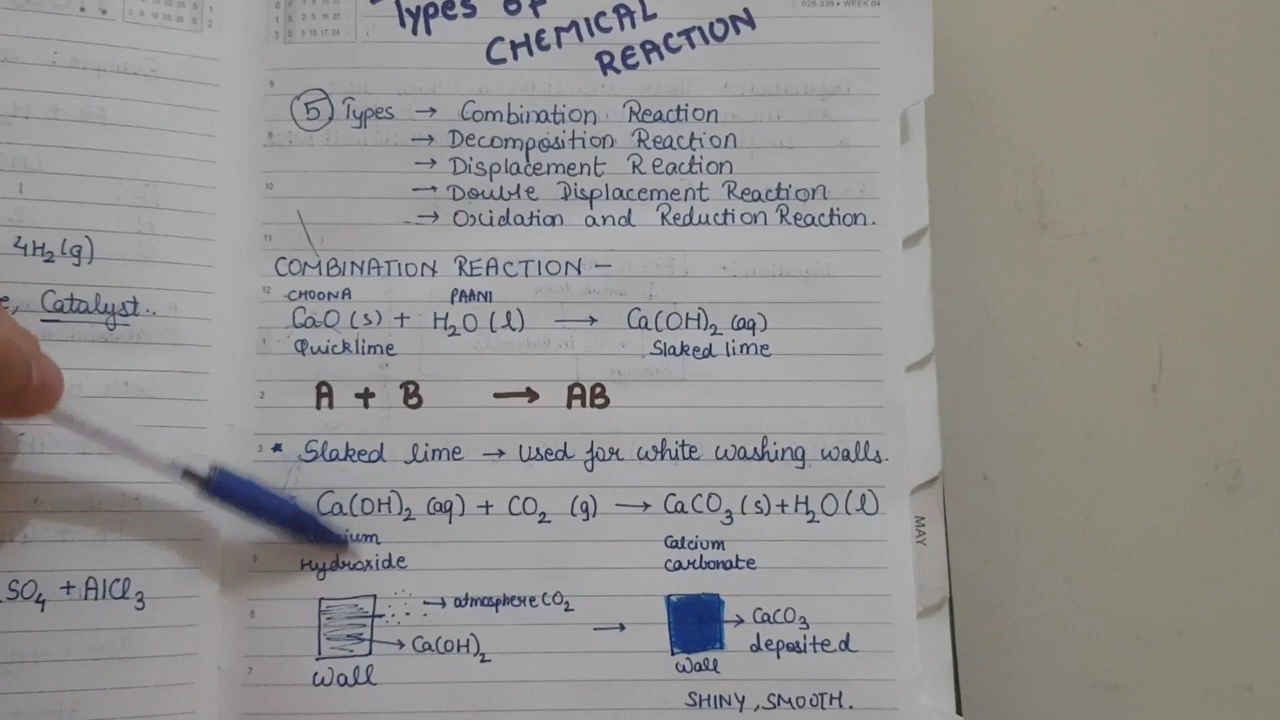 Types of
CHEMICAL
REACTION
5 Types → Combination Reaction
→ Decomposition Reaction
→ Displacement Reaction
→ Double Displacement Reaction
→ Oxidation and Reduction Reaction.
COMBINATION REACTION -
CHOONA PAANI
CaO (s) + H₂O (l) → Ca(OH)₂ (aq)
Quicklime Slaked lime
A + B → AB
* Slaked lime → used for white washing walls.
Ca(OH)₂ (aq) + CO₂ (g) → CaCO₃ (s) + H₂O (l)
Calcium
Hydroxide carbonate
→ atmosphere CO₂
→ Ca(OH)₂
Wall
→ CaCO₃
deposited
Wall
SHINY, SMOOTH.
4H₂(g)
Catalyst..
SO₄ + AlCl₃
MAY